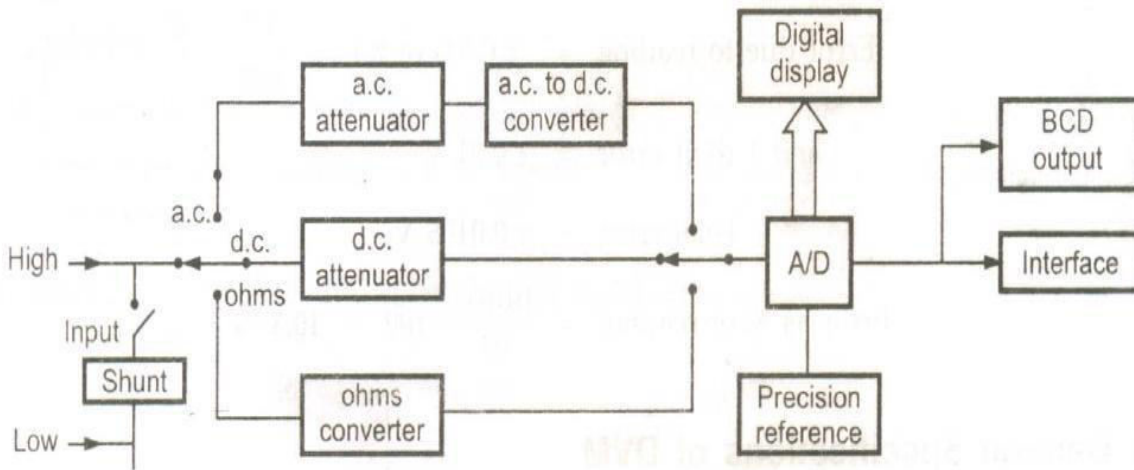 Digital
display
a.c.
attenuator
a.c. to d.c.
converter
BCD
output
a.c.
d.c.
d.c.
attenuator
High
A/D
Interface
ohms
Input
Shunt
ohms
converter
Precision
reference
Low